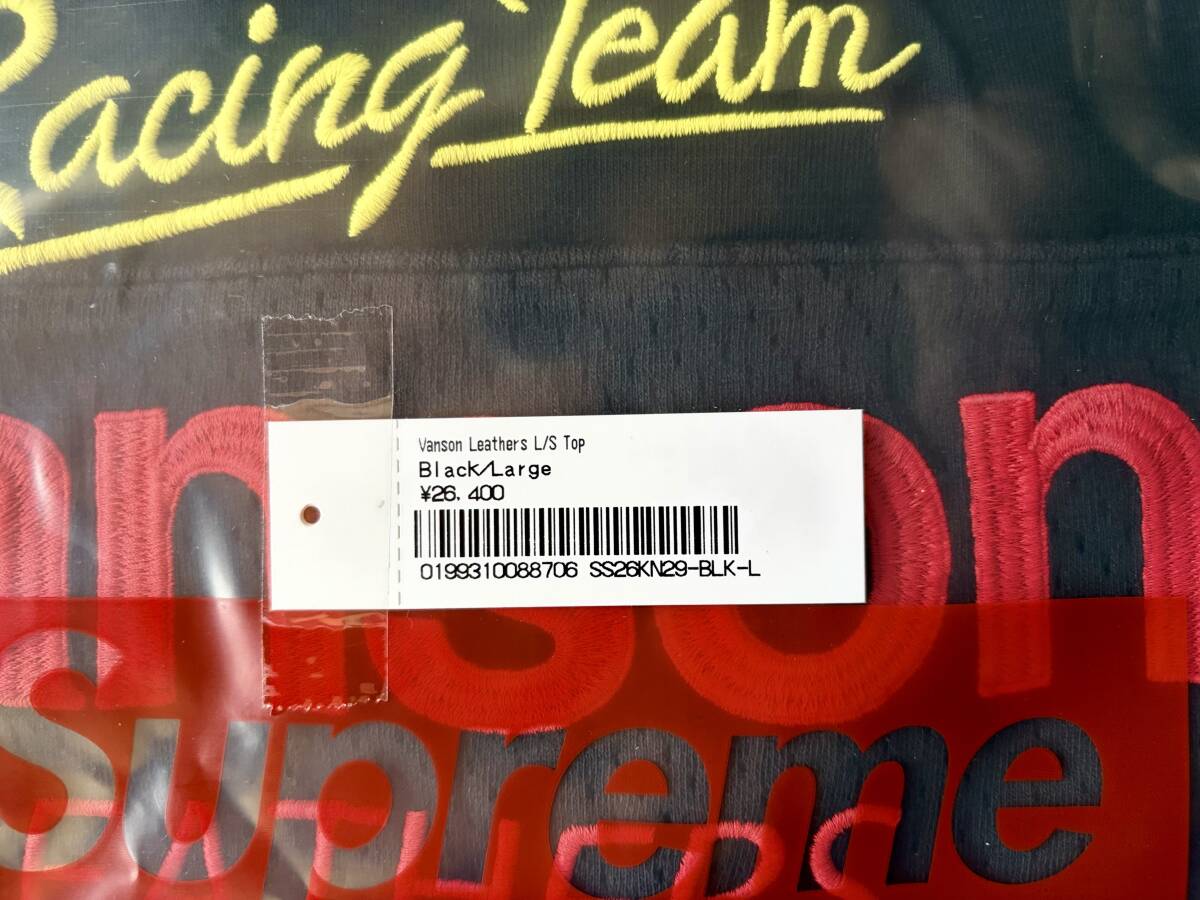 Racing Team
Vanson Leathers L/S Top
Black/Large
¥26,400
0199310088706 SS26KN29-BLK-L
Supreme